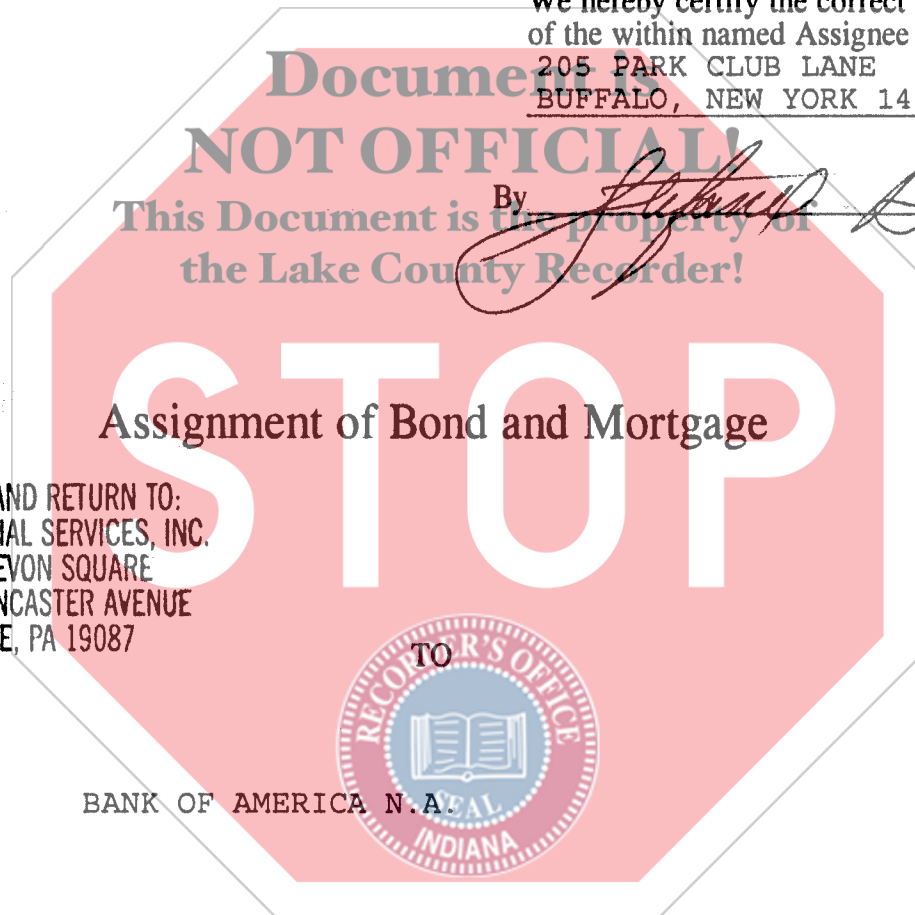 We hereby certify the correct
of the within named Assignee
205 PARK CLUB LANE
BUFFALO, NEW YORK 14
Document is
NOT OFFICIAL!
This Document is the property of
the Lake County Recorder!
By
STOP
Assignment of Bond and Mortgage
AND RETURN TO:
IAL SERVICES, INC.
EVON SQUARE
NCASTER AVENUE
E, PA 19087
TO
RECORDER'S OFFICE
BANK OF AMERICA N.A.
SEAL
INDIANA